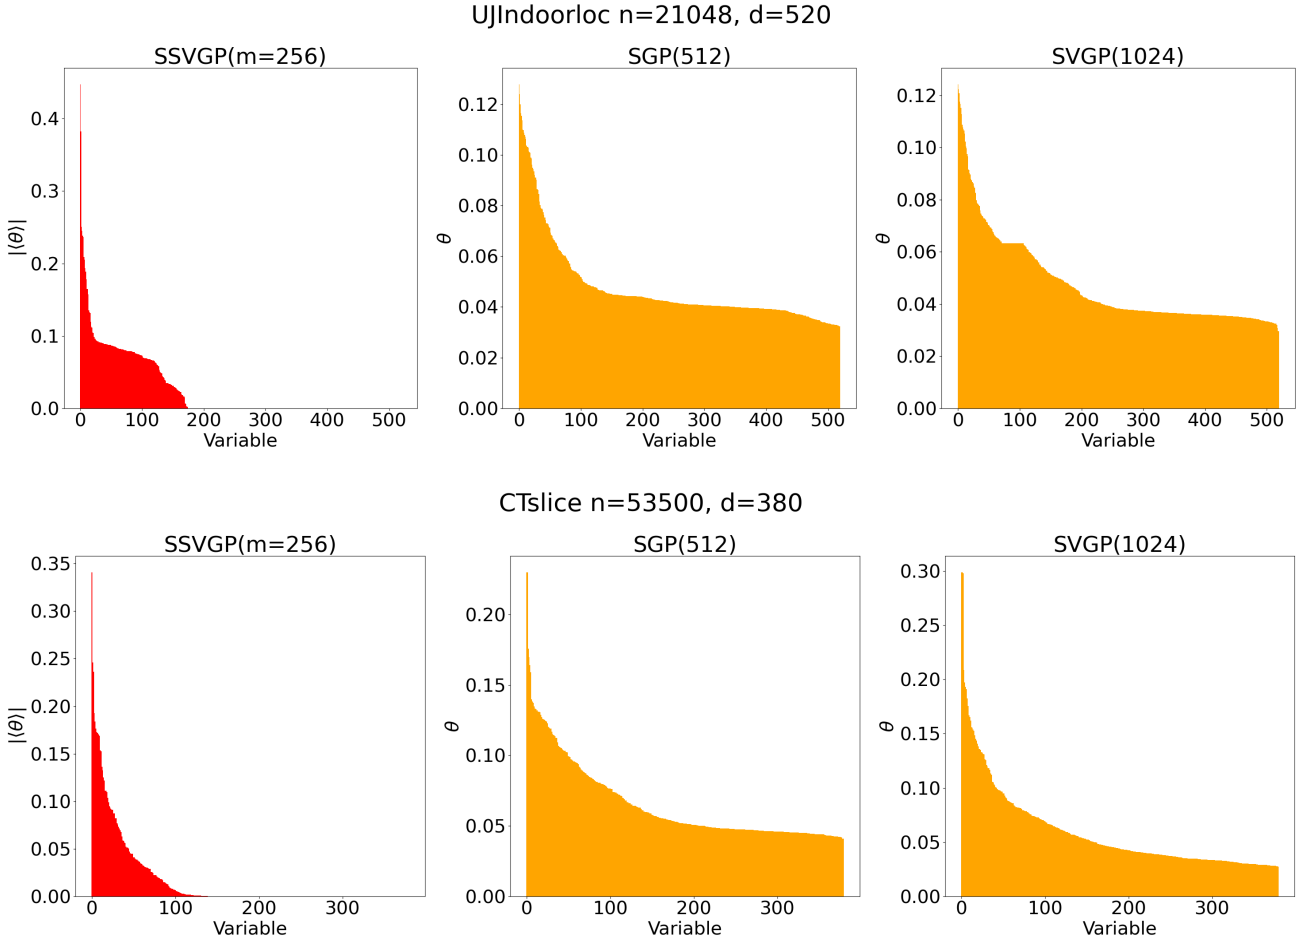 UJIndoorloc n=21048, d=520
SSVGP(m=256)
SGP(512)
SVGP(1024)
|⟨θ⟩|
0.4
0.3
0.2
0.1
0.0
0 100 200 300 400 500
Variable
θ
0.12
0.10
0.08
0.06
0.04
0.02
0.00
0 100 200 300 400 500
Variable
θ
0.12
0.10
0.08
0.06
0.04
0.02
0.00
0 100 200 300 400 500
Variable
CTslice n=53500, d=380
SSVGP(m=256)
SGP(512)
SVGP(1024)
|⟨θ⟩|
0.35
0.30
0.25
0.20
0.15
0.10
0.05
0.00
0 100 200 300
Variable
θ
0.20
0.15
0.10
0.05
0.00
0 100 200 300
Variable
θ
0.30
0.25
0.20
0.15
0.10
0.05
0.00
0 100 200 300
Variable